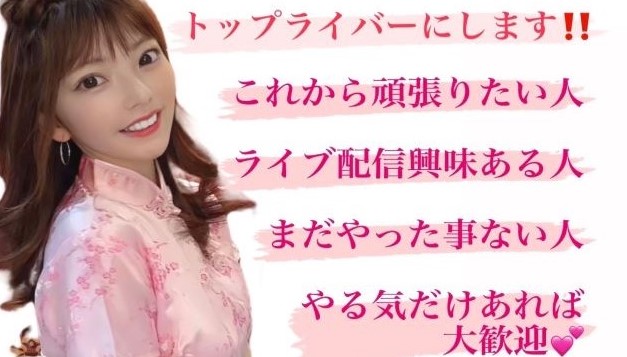 トップライバーにします‼️
これから頑張りたい人
ライブ配信興味ある人
まだやった事ない人
やる気だけあれば
大歓迎💕